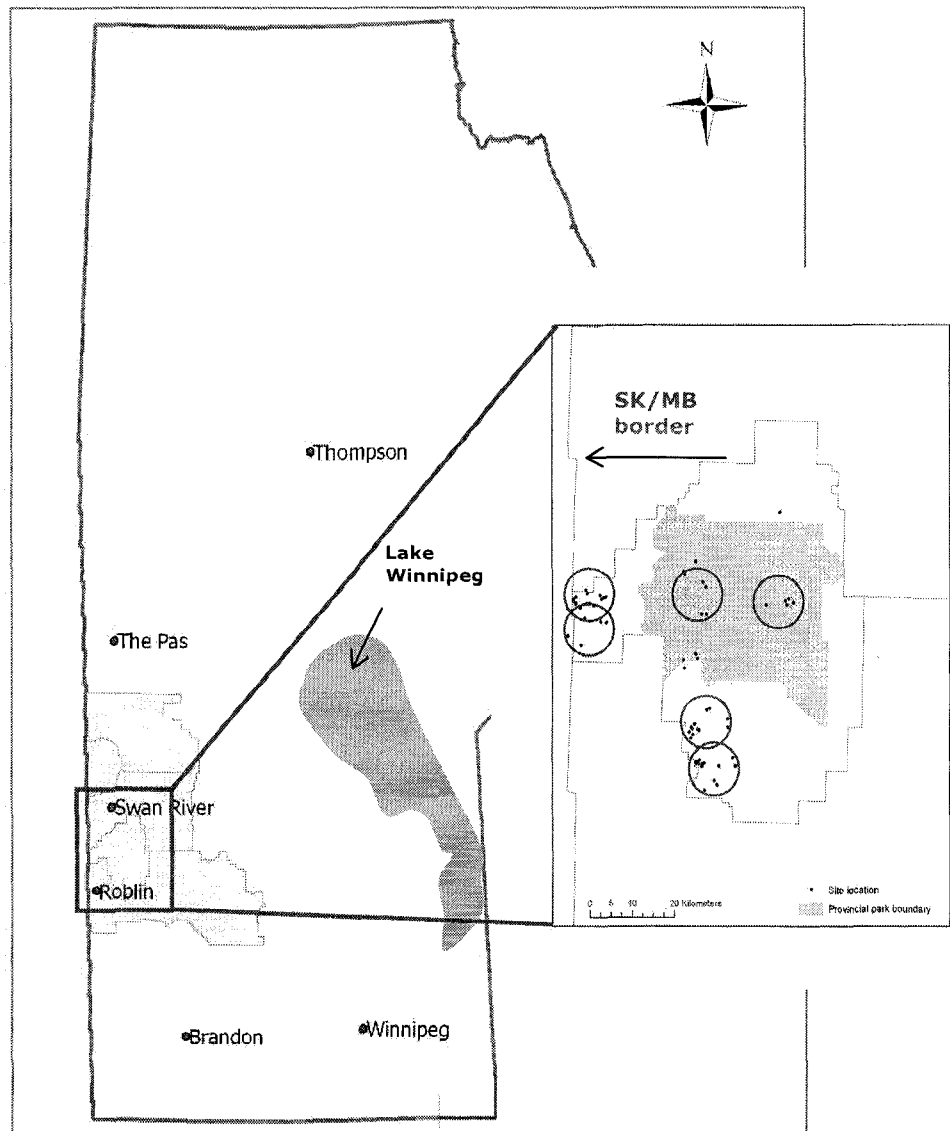 N
SK/MB
border
Thompson
Lake
Winnipeg
The Pas
Swan River
Roblin
Site location
0 5 10 20 Kilometers
Provincial park boundary
Winnipeg
Brandon